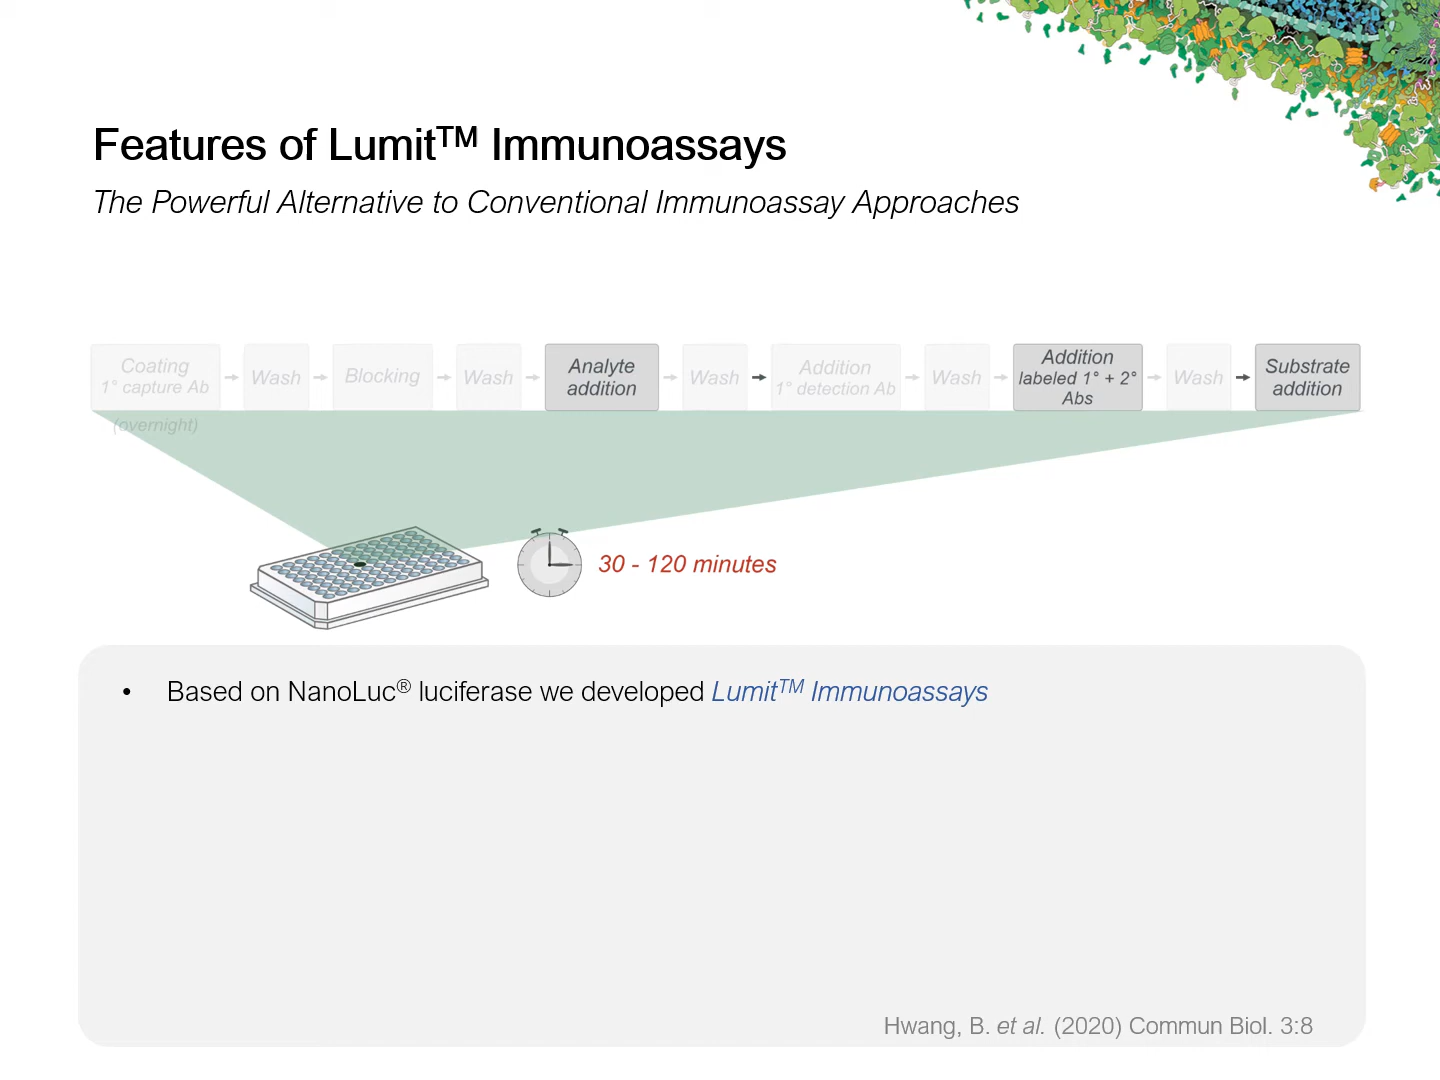 Features of Lumit™ Immunoassays
The Powerful Alternative to Conventional Immunoassay Approaches
Coating
1° capture Ab
(overnight)
Wash
Blocking
Wash
Analyte
addition
Wash
Addition
1° detection Ab
Wash
Addition
labeled 1° + 2°
Abs
Wash
Substrate
addition
30 - 120 minutes
• Based on NanoLuc® luciferase we developed Lumit™ Immunoassays
Hwang, B. et al. (2020) Commun Biol. 3:8